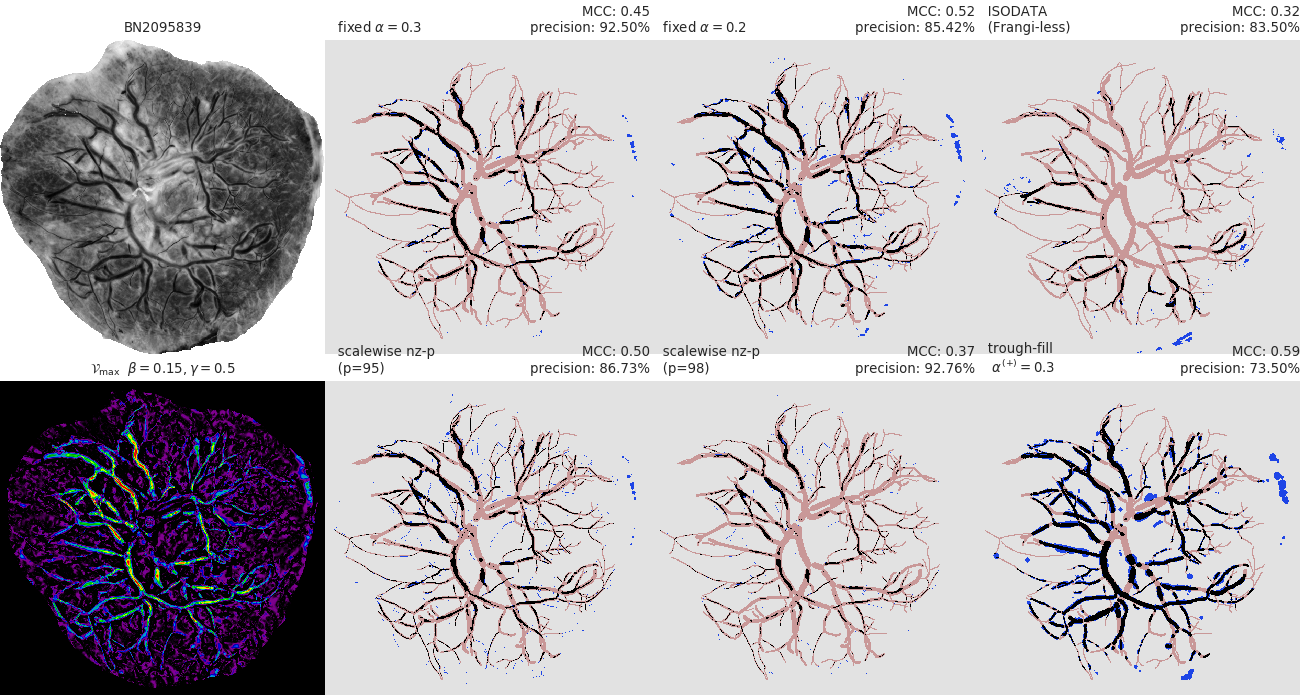 BN2095839
fixed α = 0.3
MCC: 0.45
precision: 92.50%
fixed α = 0.2
MCC: 0.52
precision: 85.42%
ISODATA
(Frangi-less)
MCC: 0.32
precision: 83.50%
𝒱max β = 0.15, γ = 0.5
scalewise nz-p
(p=95)
MCC: 0.50
precision: 86.73%
scalewise nz-p
(p=98)
MCC: 0.37
precision: 92.76%
trough-fill
α(+) = 0.3
MCC: 0.59
precision: 73.50%